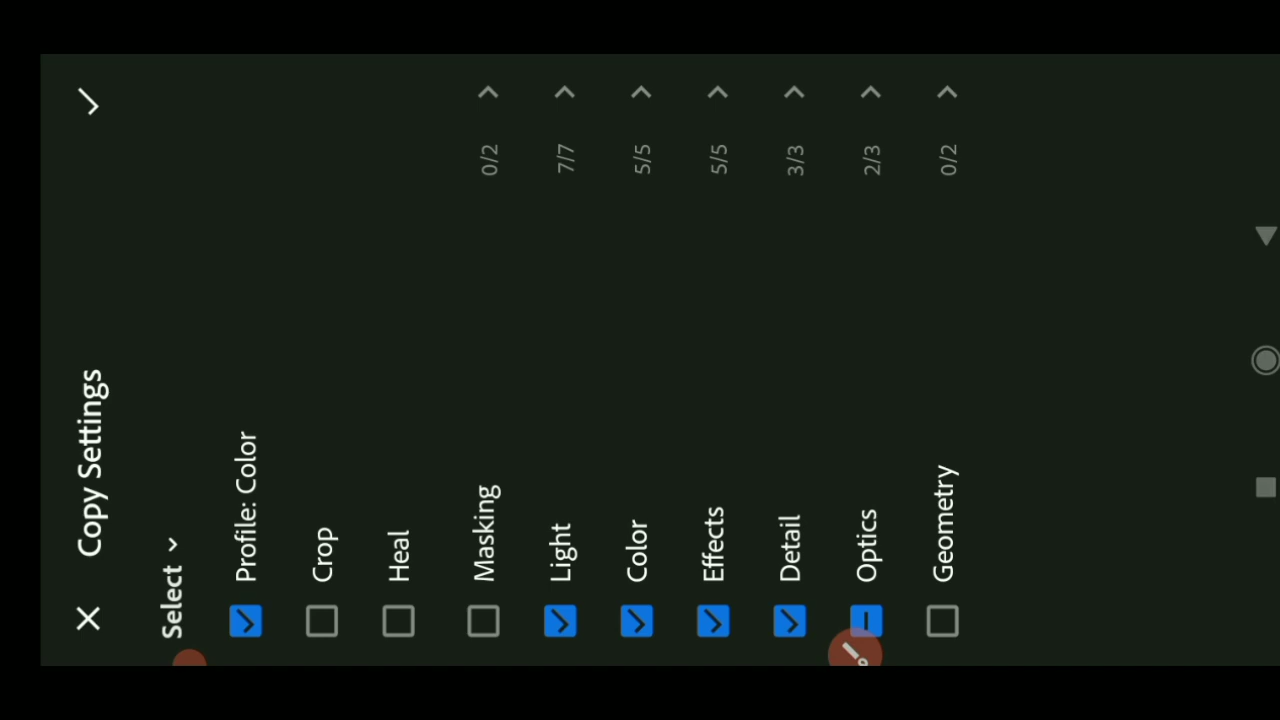 Copy Settings
Select
Profile: Color
Crop
Heal
Masking 0/2
Light 7/7
Color 5/5
Effects 5/5
Detail 3/3
Optics 2/3
Geometry 0/2